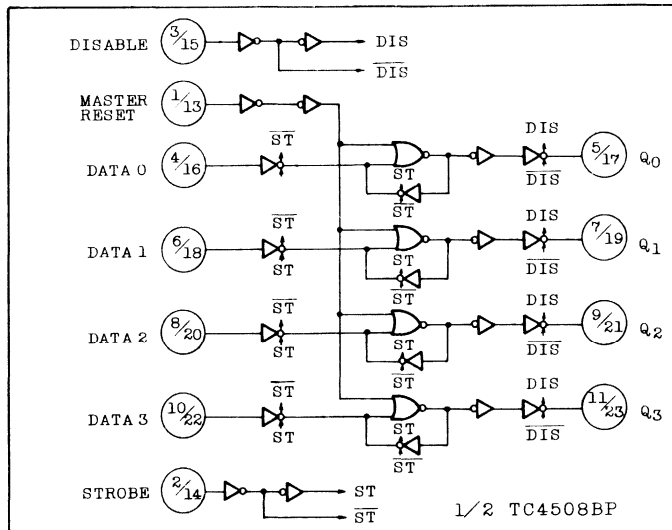 DISABLE 3/15 DIS
DIS
MASTER RESET 1/13
DATA 0 4/16 ST ST DIS DIS 5/17 Q0
ST
DATA 1 6/18 ST ST ST DIS DIS 7/19 Q1
ST
DATA 2 8/20 ST ST ST DIS DIS 9/21 Q2
ST
DATA 3 10/22 ST ST ST DIS DIS 11/23 Q3
ST
STROBE 2/14 ST
ST
1/2 TC4508BP